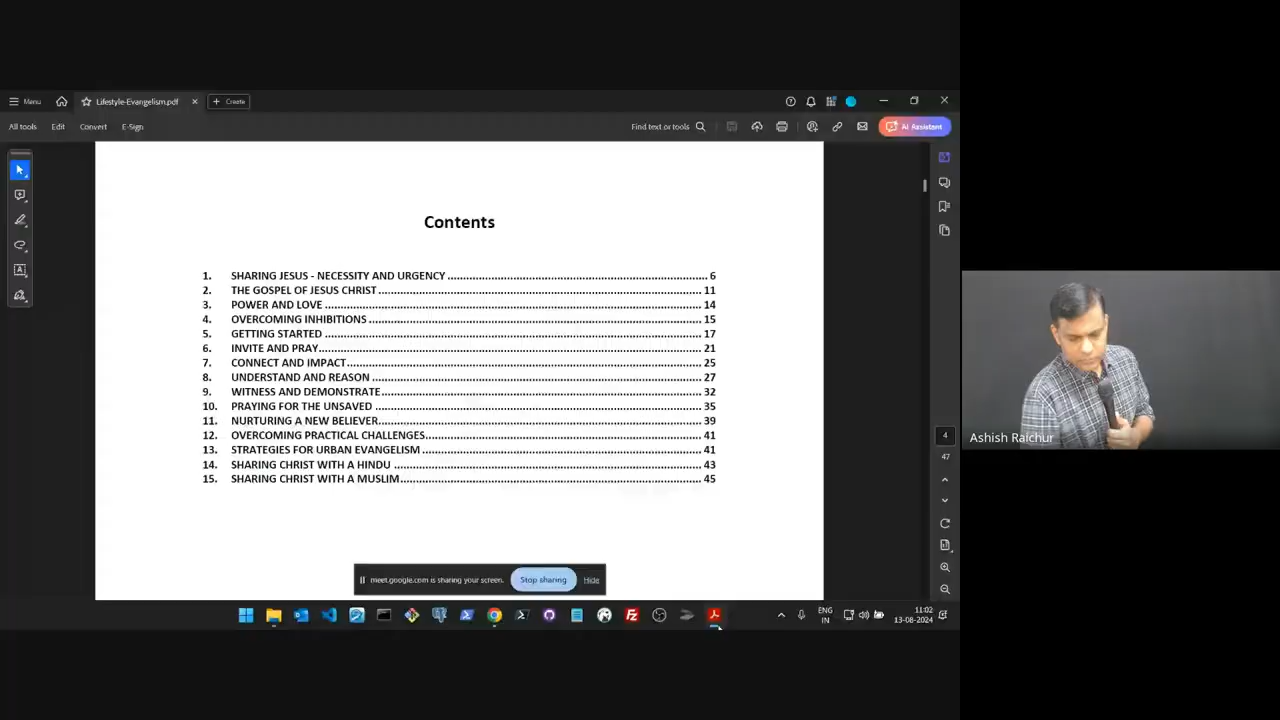 Menu
Lifestyle-Evangelism.pdf
Create
All tools
Edit
Convert
E-Sign
Find text or tools
AI Assistant
Contents
1. SHARING JESUS - NECESSITY AND URGENCY 6
2. THE GOSPEL OF JESUS CHRIST 11
3. POWER AND LOVE 14
4. OVERCOMING INHIBITIONS 15
5. GETTING STARTED 17
6. INVITE AND PRAY 21
7. CONNECT AND IMPACT 25
8. UNDERSTAND AND REASON 27
9. WITNESS AND DEMONSTRATE 32
10. PRAYING FOR THE UNSAVED 35
11. NURTURING A NEW BELIEVER 39
12. OVERCOMING PRACTICAL CHALLENGES 41
13. STRATEGIES FOR URBAN EVANGELISM 41
14. SHARING CHRIST WITH A HINDU 43
15. SHARING CHRIST WITH A MUSLIM 45
4
47
Ashish Raichur
meet.google.com is sharing your screen.
Stop sharing
Hide
ENG
IN
11:02
13-08-2024